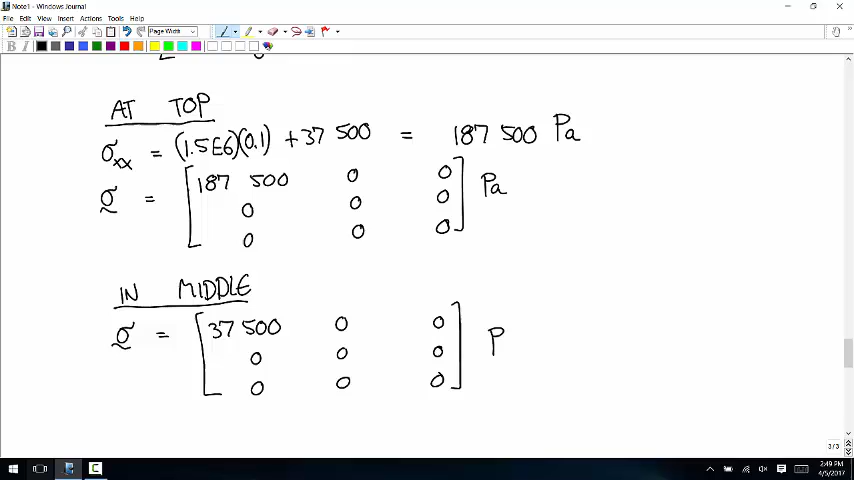 Note1 - Windows Journal
File Edit View Insert Actions Tools Help
Page Width
B I
AT TOP
σxx = (1.5E6)(0.1) + 37 500 = 187 500 Pa
σ = [187 500 0 0] Pa
0 0 0
0 0 0
IN MIDDLE
σ = [37 500 0 0] P
0 0 0
0 0 0
3/3
2:49 PM
4/5/2017